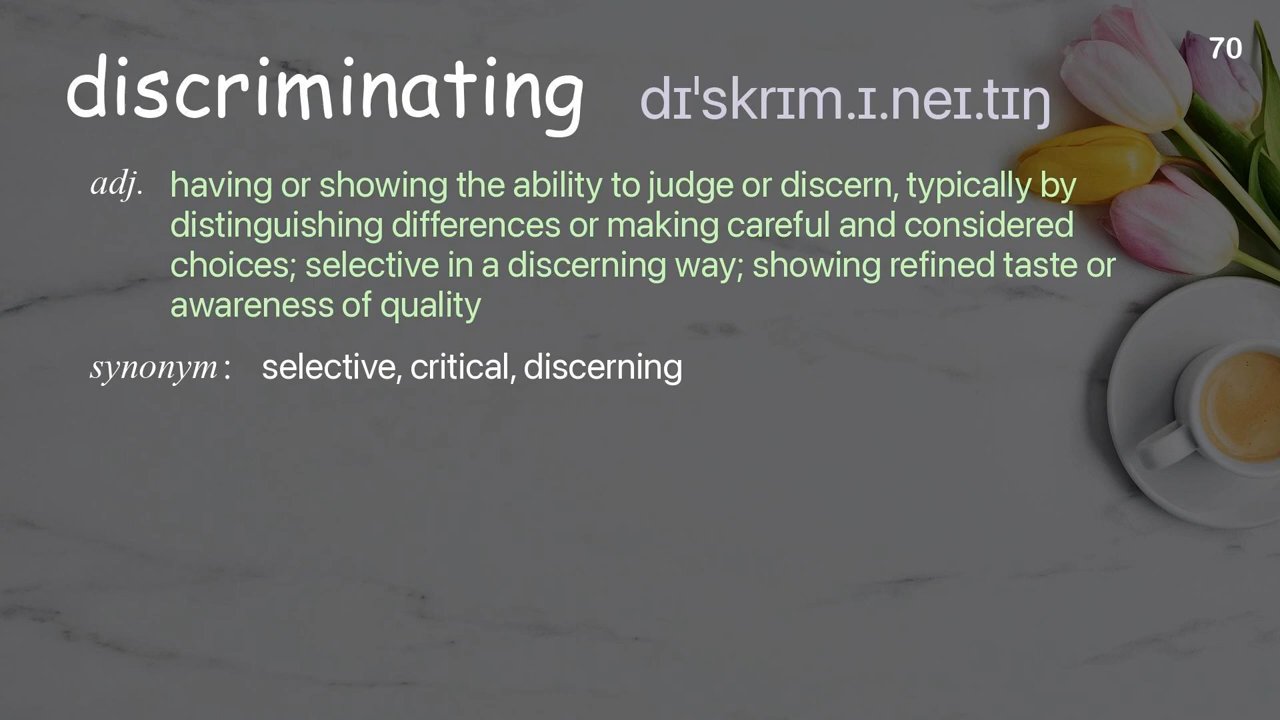 70
discriminating dɪˈskrɪm.ɪ.neɪ.tɪŋ
adj. having or showing the ability to judge or discern, typically by
distinguishing differences or making careful and considered
choices; selective in a discerning way; showing refined taste or
awareness of quality
synonym : selective, critical, discerning